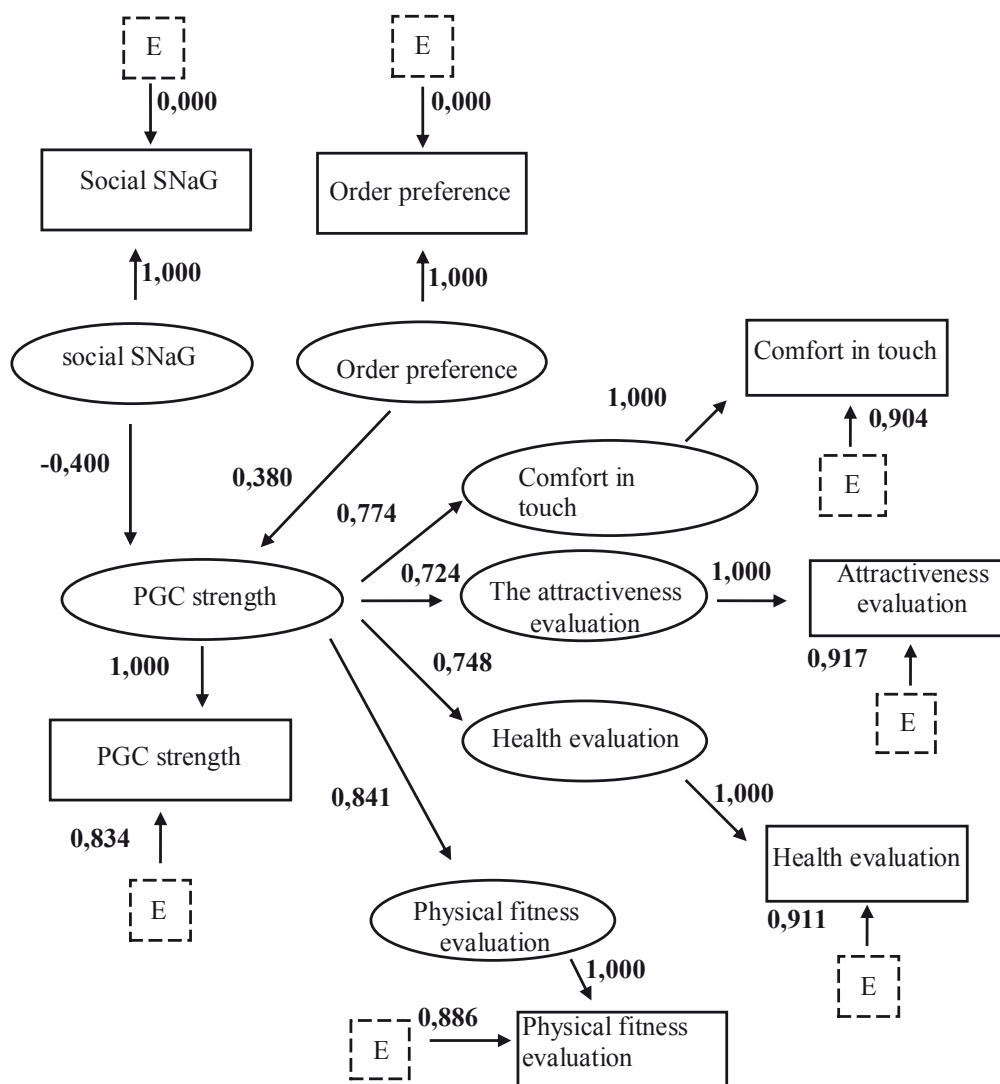 E
E
0,000
0,000
Social SNaG
Order preference
1,000
1,000
social SNaG
Order preference
Comfort in touch
1,000
0,904
-0,400
0,380
0,774
Comfort in
touch
E
PGC strength
0,724
The attractiveness
evaluation
1,000
Attractiveness
evaluation
1,000
0,748
0,917
E
PGC strength
Health evaluation
0,841
1,000
0,834
Health evaluation
E
Physical fitness
evaluation
0,911
1,000
E
0,886
E
Physical fitness
evaluation